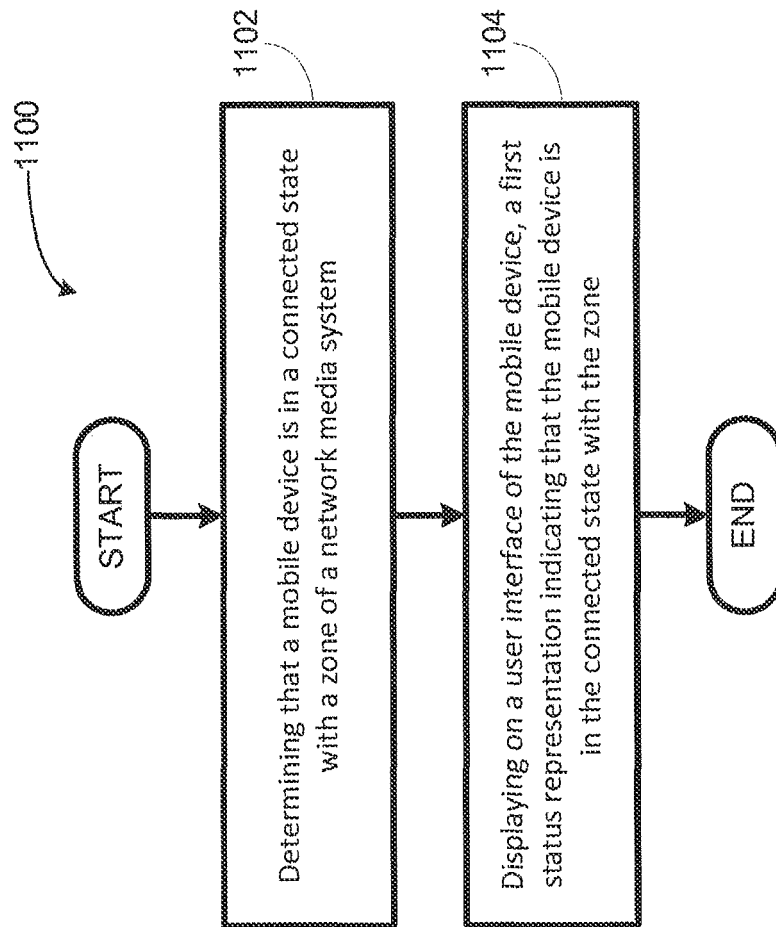 1100
START
Determining that a mobile device is in a connected state
with a zone of a network media system
1102
Displaying on a user interface of the mobile device, a first
status representation indicating that the mobile device is
in the connected state with the zone
1104
END